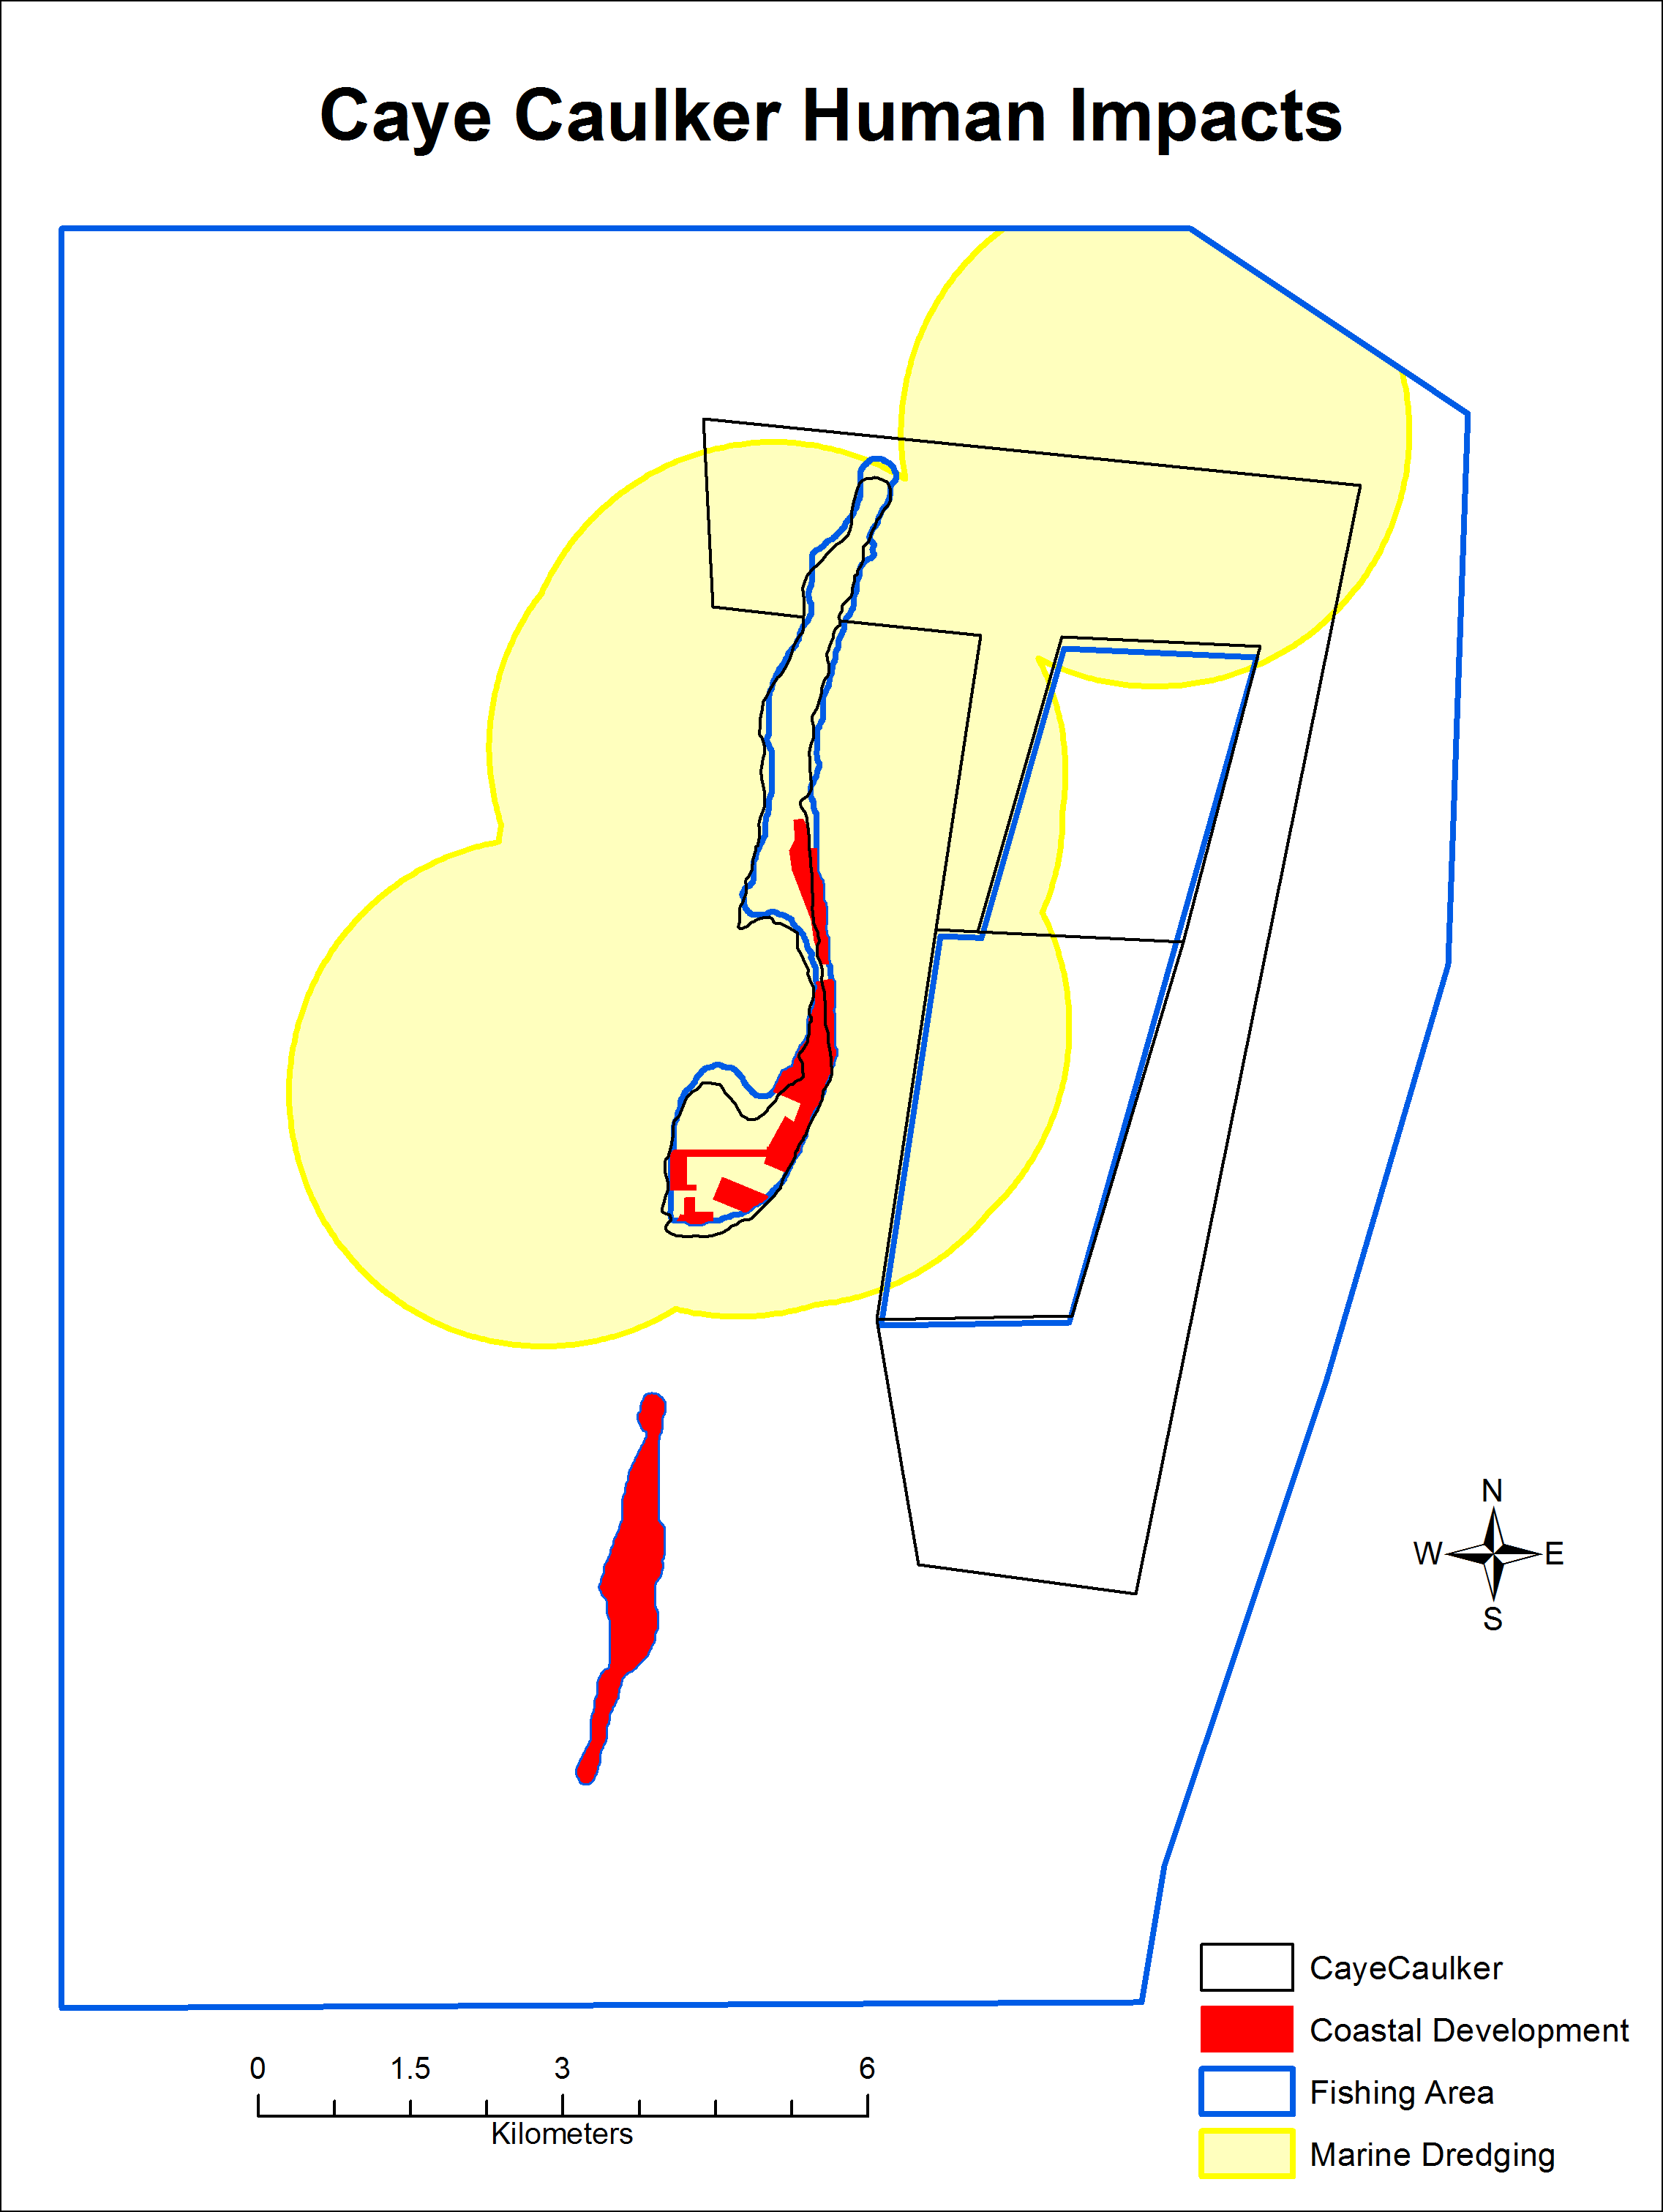 Caye Caulker Human Impacts
N
W E
S
CayeCaulker
Coastal Development
Fishing Area
Marine Dredging
0 1.5 3 6
Kilometers